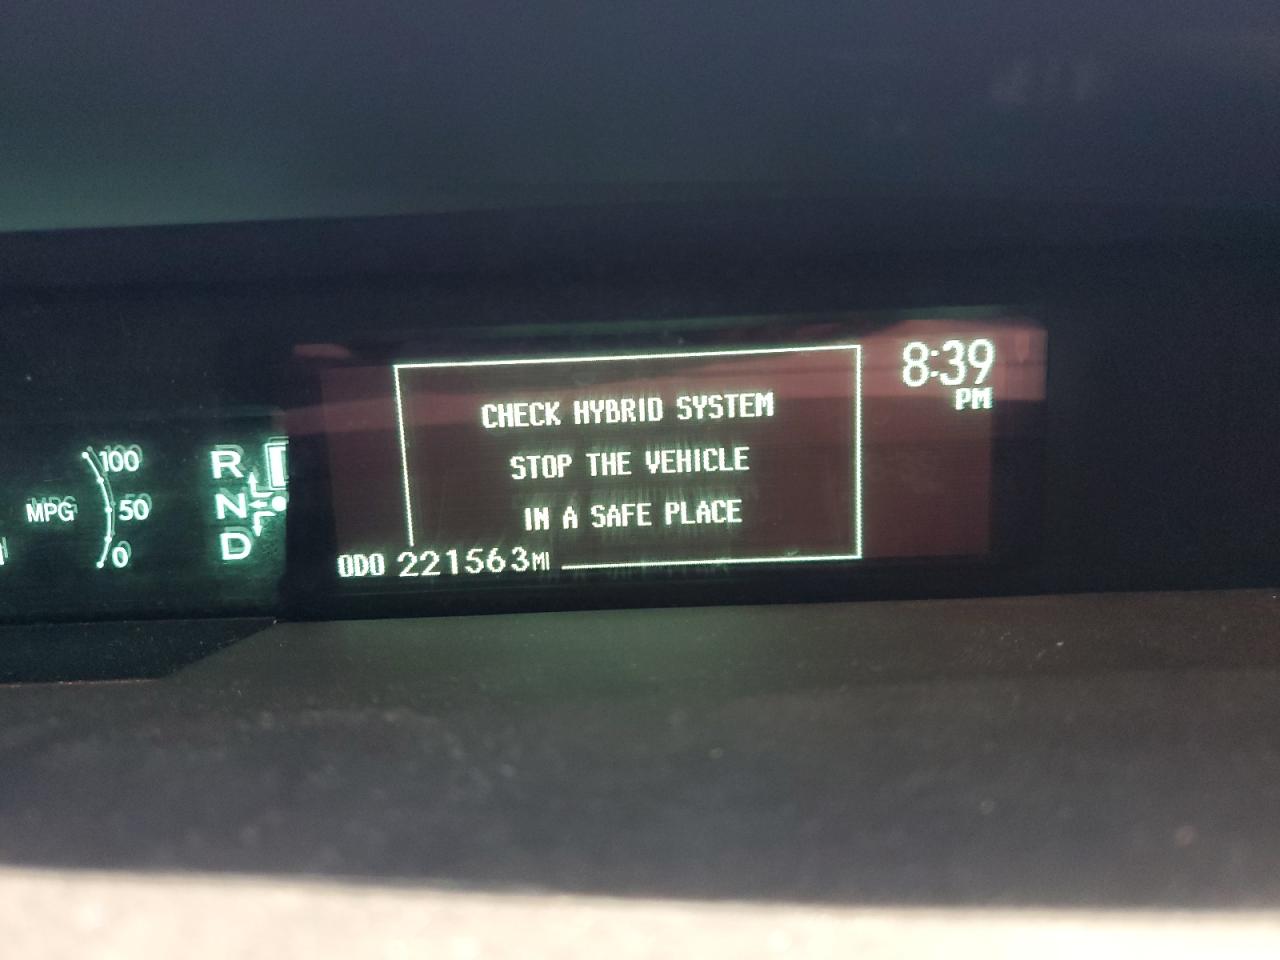 8:39
PM
CHECK HYBRID SYSTEM
STOP THE VEHICLE
IN A SAFE PLACE
ODO 221563MI
MPG
100
50
0
R
N
D